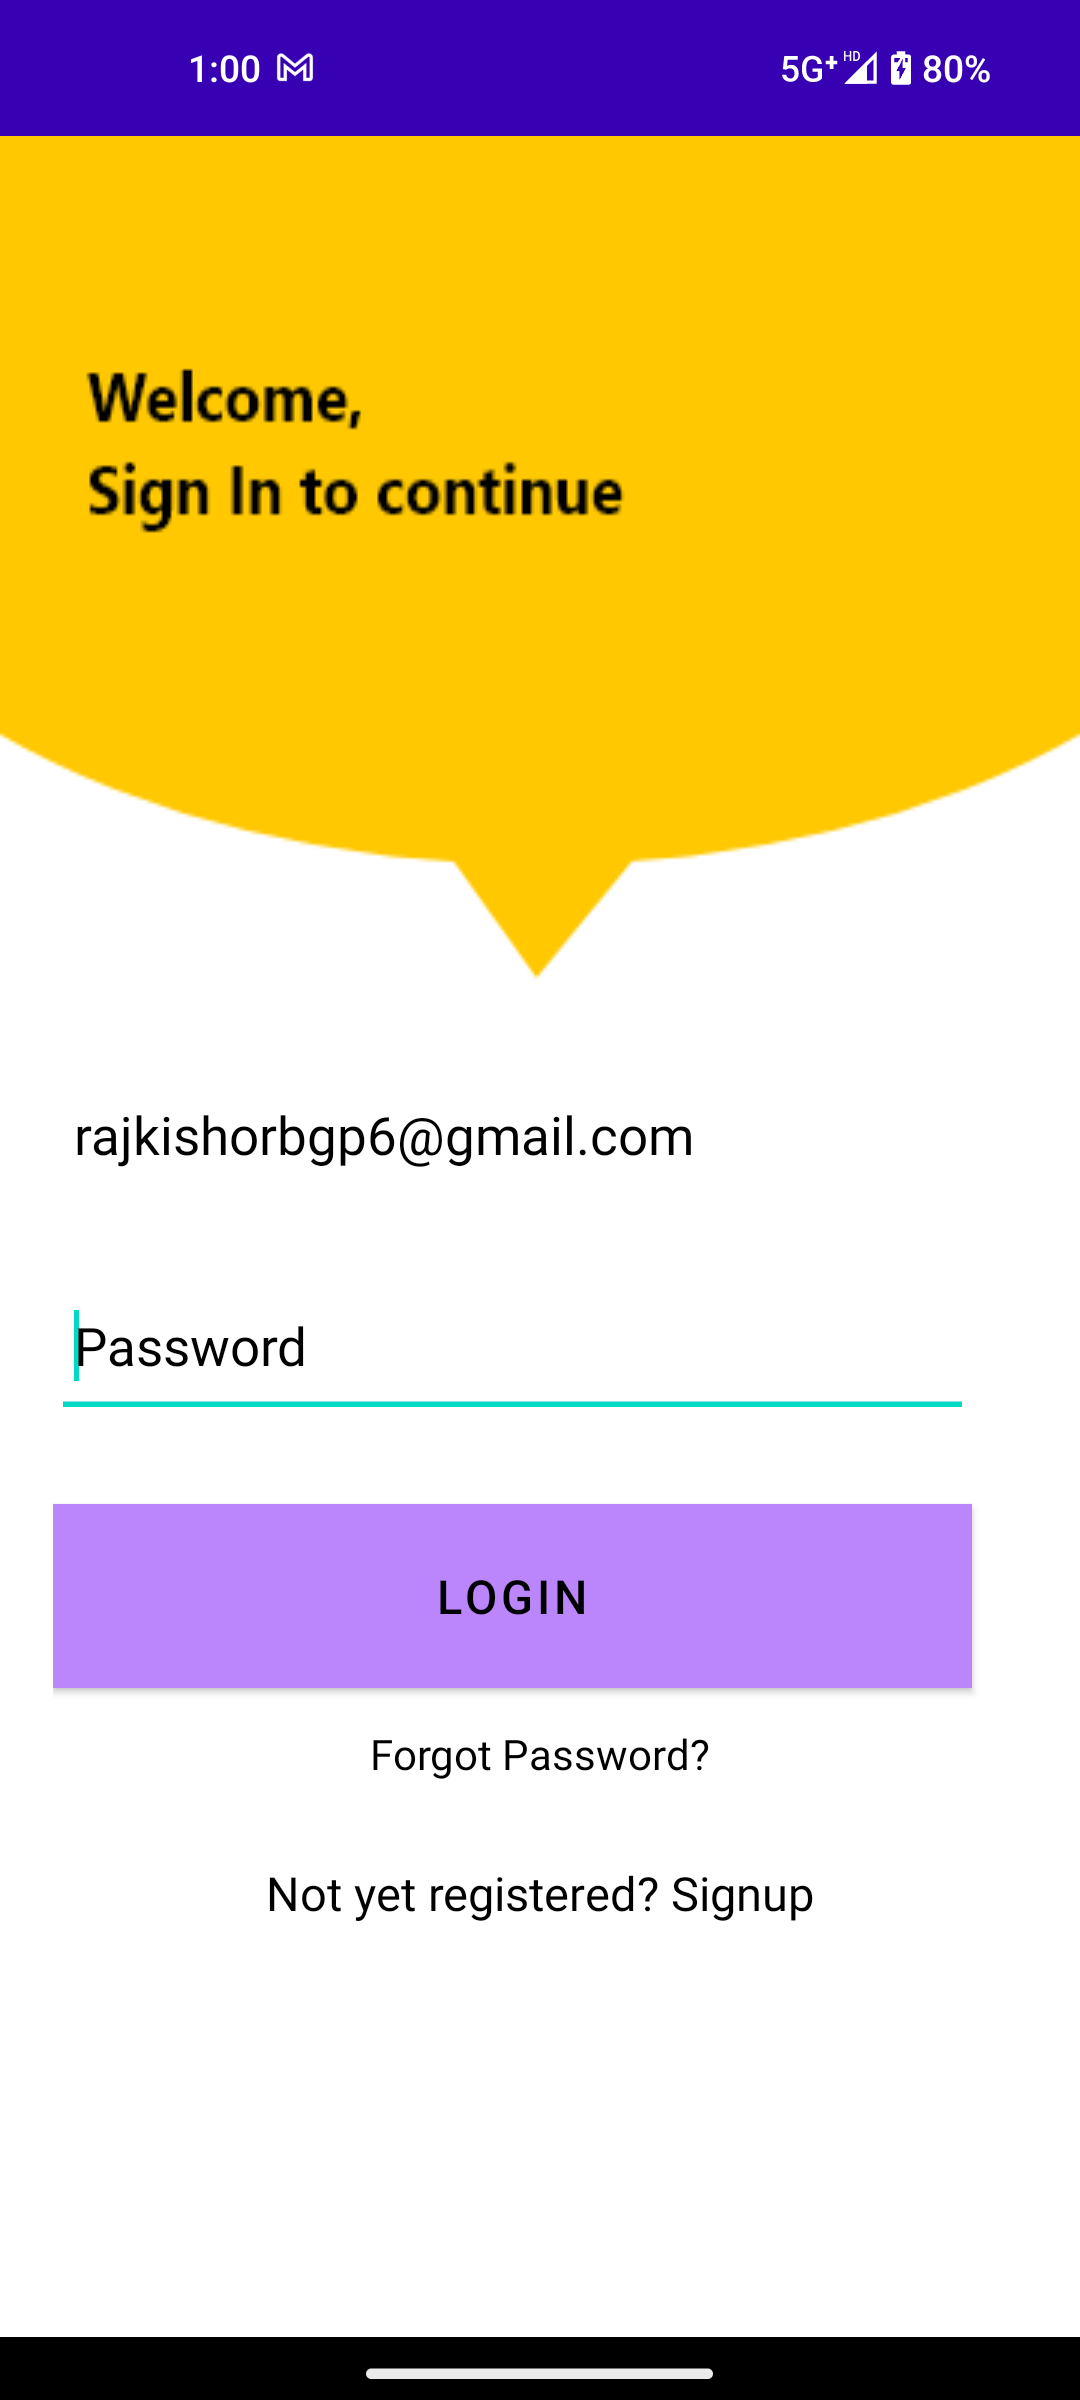 1:00
5G+ HD 80%
Welcome,
Sign In to continue
rajkishorbgp6@gmail.com
Password
LOGIN
Forgot Password?
Not yet registered? Signup